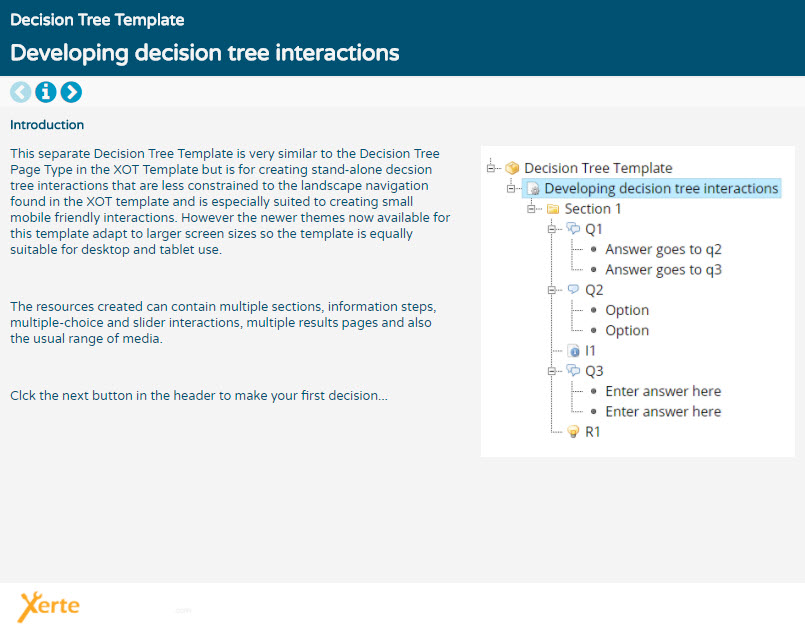 Decision Tree Template
Developing decision tree interactions
Introduction
This separate Decision Tree Template is very similar to the Decision Tree
Page Type in the XOT Template but is for creating stand-alone decsion
tree interactions that are less constrained to the landscape navigation
found in the XOT template and is especially suited to creating small
mobile friendly interactions. However the newer themes now available for
this template adapt to larger screen sizes so the template is equally
suitable for desktop and tablet use.
The resources created can contain multiple sections, information steps,
multiple-choice and slider interactions, multiple results pages and also
the usual range of media.
Clck the next button in the header to make your first decision...
Decision Tree Template
Developing decision tree interactions
Section 1
Q1
Answer goes to q2
Answer goes to q3
Q2
Option
Option
I1
Q3
Enter answer here
Enter answer here
R1
Xerte